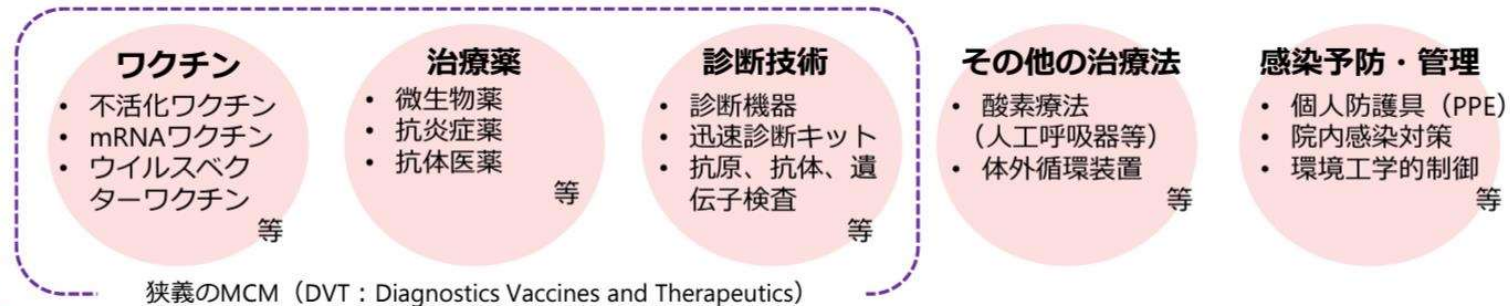 ワクチン
• 不活化ワクチン
• mRNAワクチン
• ウイルスベク
ターワクチン
等
治療薬
• 微生物薬
• 抗炎症薬
• 抗体医薬
等
診断技術
• 診断機器
• 迅速診断キット
• 抗原、抗体、遺
伝子検査
等
その他の治療法
• 酸素療法
（人工呼吸器等）
• 体外循環装置
等
感染予防・管理
• 個人防護具（PPE）
• 院内感染対策
• 環境工学的制御
等
狭義のMCM（DVT：Diagnostics Vaccines and Therapeutics）